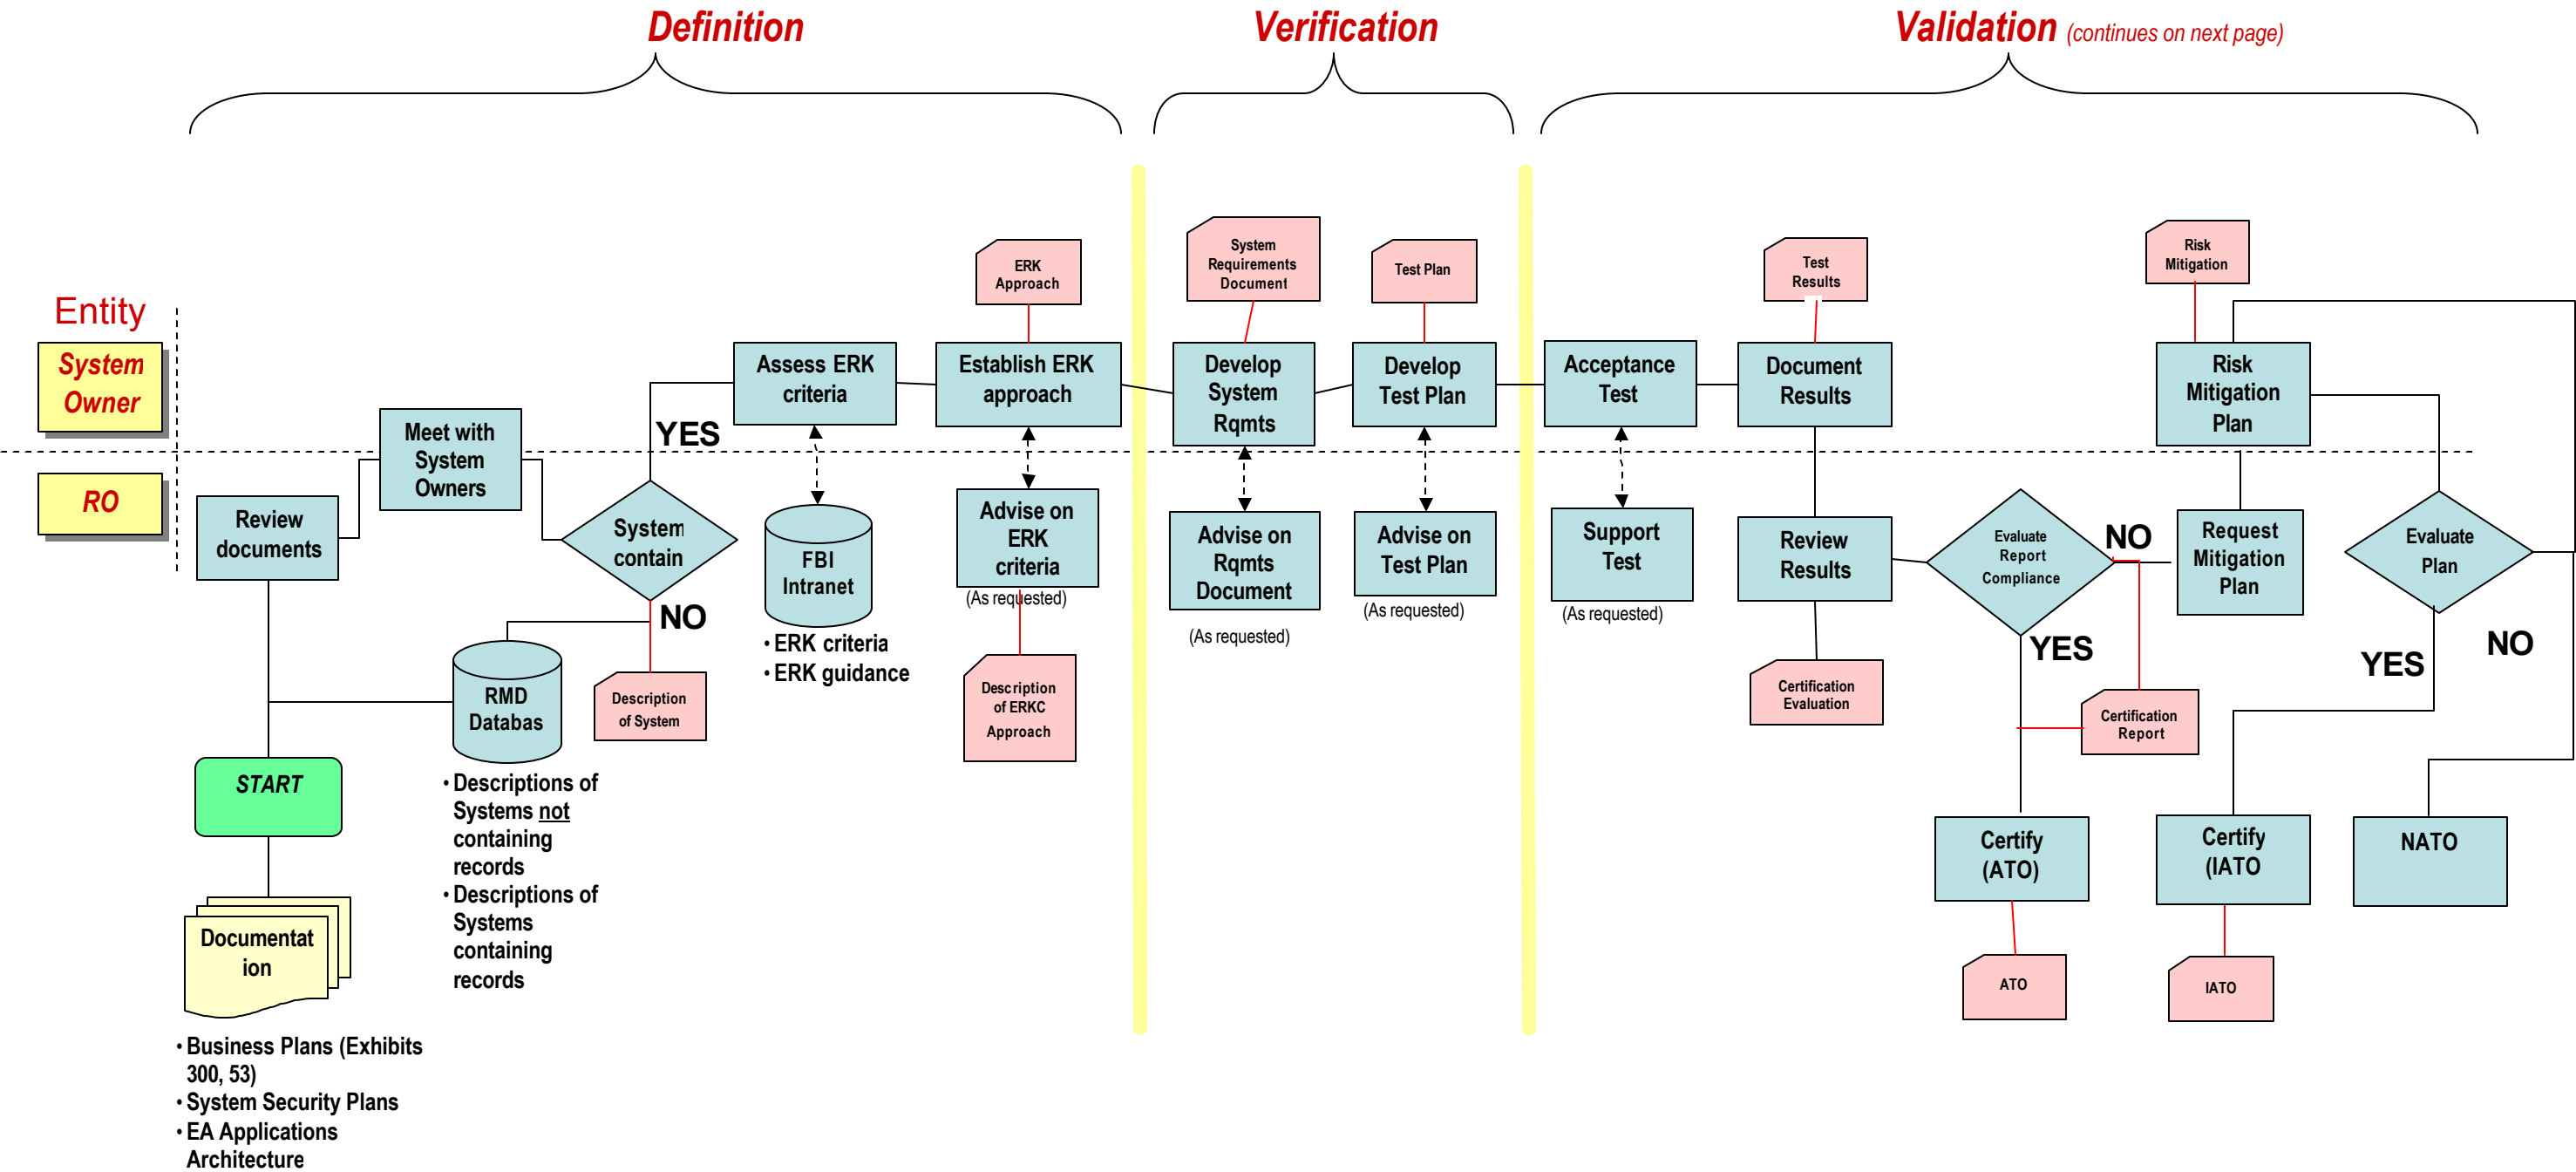 Definition
Verification
Validation (continues on next page)
Entity
System
Owner
RO
ERK
Approach
System
Requirements
Document
Test Plan
Test
Results
Risk
Mitigation
Review
documents
Meet with
System
Owners
System
contain
YES
NO
Assess ERK
criteria
Establish ERK
approach
Develop
System
Rqmts
Develop
Test Plan
Acceptance
Test
Document
Results
Risk
Mitigation
Plan
FBI
Intranet
• ERK criteria
• ERK guidance
Advise on
ERK
criteria
(As requested)
Advise on
Rqmts
Document
(As requested)
Advise on
Test Plan
(As requested)
Support
Test
(As requested)
Review
Results
Evaluate
Report
Compliance
NO
YES
Request
Mitigation
Plan
Evaluate
Plan
YES
NO
RMD
Databas
Description
of System
Description
of ERKC
Approach
Certification
Evaluation
Certification
Report
START
• Descriptions of
Systems not
containing
records
• Descriptions of
Systems
containing
records
Certify
(ATO)
Certify
(IATO
NATO
ATO
IATO
Documentat
ion
• Business Plans (Exhibits
300, 53)
• System Security Plans
• EA Applications
Architecture